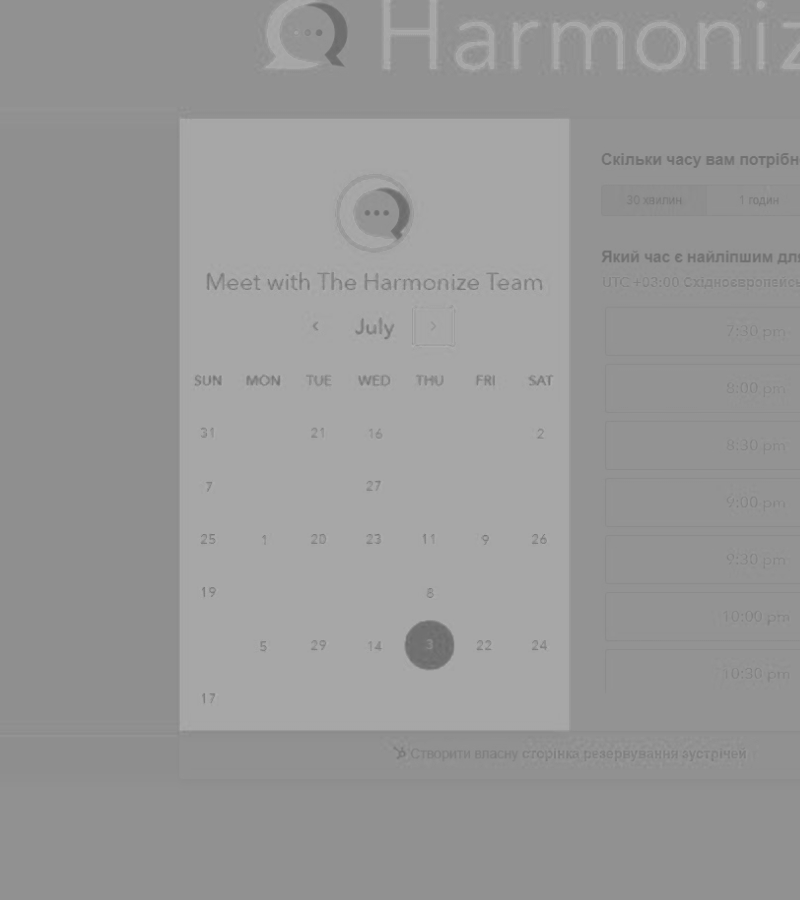 Harmoniz
Meet with The Harmonize Team
July
SUN MON TUE WED THU FRI SAT
31 21 16 2
7 27
25 1 20 23 11 9 26
19 8
5 29 14 3 22 24
17
Скільки часу вам потрібн
30 хвилин 1 годин
Який час є найліпшим для
UTC +03:00 Східноєвропейсь
7:30 pm
8:00 pm
8:30 pm
9:00 pm
9:30 pm
10:00 pm
10:30 pm
Створити власну сторінка резервування зустрічей